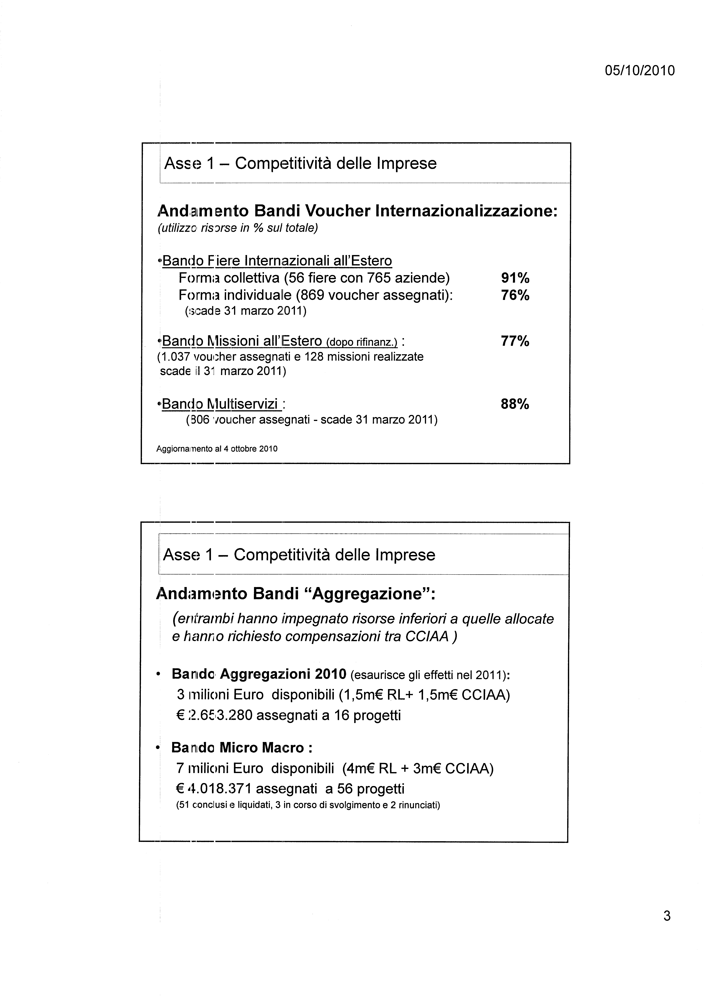 05/10/2010
Asse 1 – Competitività delle Imprese
Andamento Bandi Voucher Internazionalizzazione:
(utilizzo risorse in % sul totale)
•Bando Fiere Internazionali all'Estero
Forma collettiva (56 fiere con 765 aziende) 91%
Forma individuale (869 voucher assegnati): 76%
(scade 31 marzo 2011)
•Bando Missioni all'Estero (dopo rifinanz.) : 77%
(1.037 voucher assegnati e 128 missioni realizzate
scade il 31 marzo 2011)
•Bando Multiservizi : 88%
(806 voucher assegnati - scade 31 marzo 2011)
Aggiornamento al 4 ottobre 2010
Asse 1 – Competitività delle Imprese
Andamento Bandi “Aggregazione”:
(entrambi hanno impegnato risorse inferiori a quelle allocate
e hanno richiesto compensazioni tra CCIAA )
• Bando Aggregazioni 2010 (esaurisce gli effetti nel 2011):
3 milioni Euro disponibili (1,5m€ RL+ 1,5m€ CCIAA)
€ 2.653.280 assegnati a 16 progetti
• Bando Micro Macro :
7 milioni Euro disponibili (4m€ RL + 3m€ CCIAA)
€ 4.018.371 assegnati a 56 progetti
(51 conclusi e liquidati, 3 in corso di svolgimento e 2 rinunciati)
3